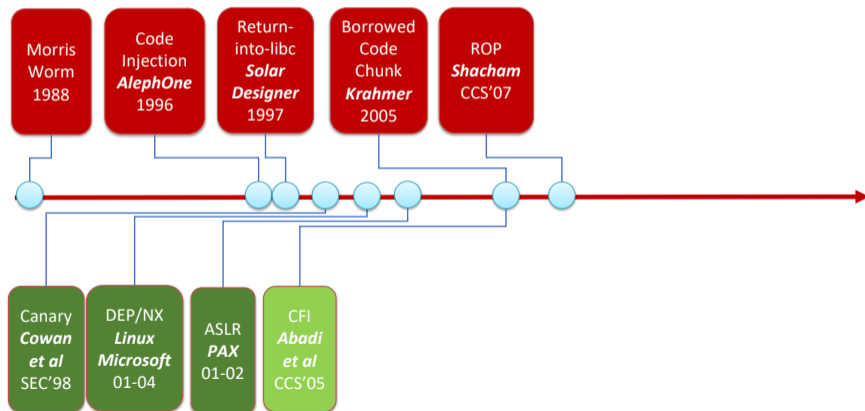 Morris
Worm
1988
Code
Injection
AlephOne
1996
Return-
into-libc
Solar
Designer
1997
Borrowed
Code
Chunk
Krahmer
2005
ROP
Shacham
CCS'07
Canary
Cowan
et al
SEC'98
DEP/NX
Linux
Microsoft
01-04
ASLR
PAX
01-02
CFI
Abadi
et al
CCS'05